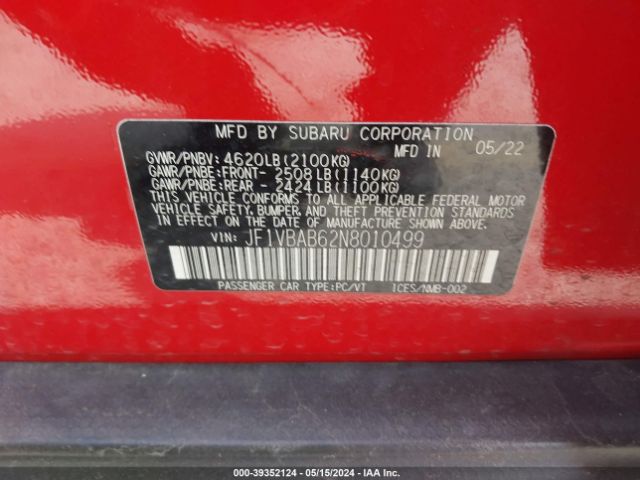 MFD BY SUBARU CORPORATION
GVWR/PNBV: 4620LB(2100KG) MFD IN 05/22
GAWR/PNBE:FRONT- 2508LB(1140KG)
GAWR/PNBE:REAR - 2424LB(1100KG)
THIS VEHICLE CONFORMS TO ALL APPLICABLE FEDERAL MOTOR
VEHICLE SAFETY, BUMPER, AND THEFT PREVENTION STANDARDS
IN EFFECT ON THE DATE OF MANUFACTURE SHOWN ABOVE.
VIN: JF1VBAB62N8010499
PASSENGER CAR TYPE:PC/VT ICES/NMB-002
000-39352124 - 05/15/2024 - IAA Inc.